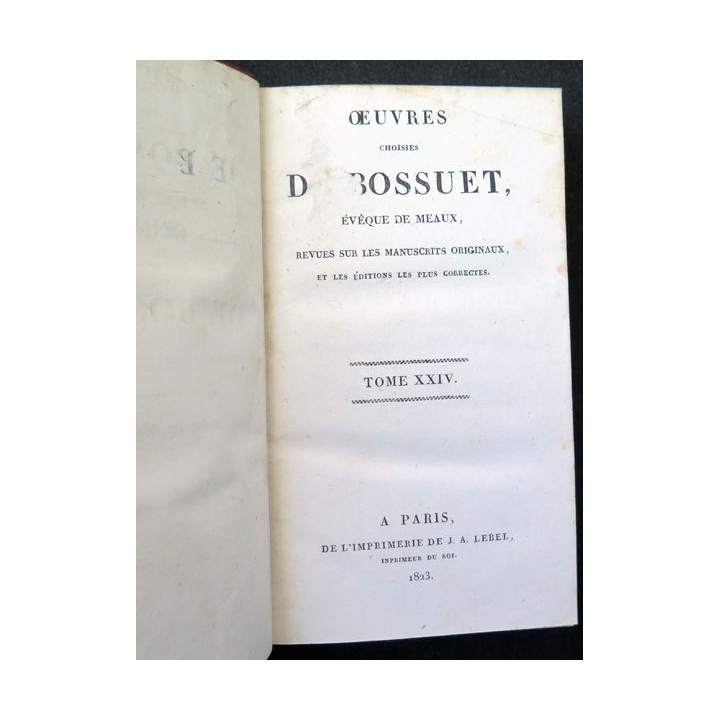 ŒUVRES
CHOISIES
D BOSSUET,
ÉVÊQUE DE MEAUX,
REVUES SUR LES MANUSCRITS ORIGINAUX,
ET LES ÉDITIONS LES PLUS CORRECTES.
TOME XXIV.
A PARIS,
DE L'IMPRIMERIE DE J. A. LEBEL,
IMPRIMEUR DU ROI.
1823.